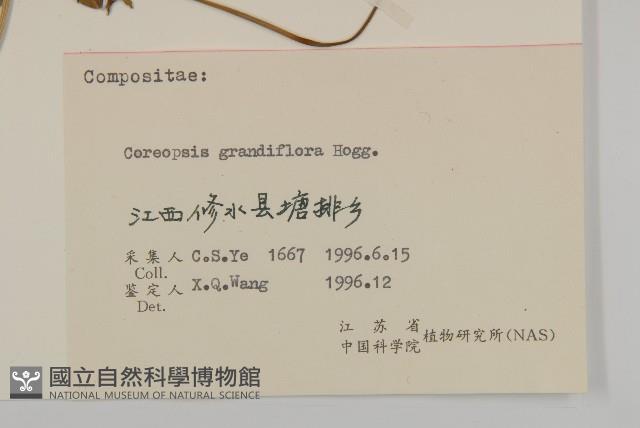 Compositae:
Coreopsis grandiflora Hogg.
江西修水县塘排乡
采集人 C.S.Ye 1667 1996.6.15
Coll.
鉴定人 X.Q.Wang 1996.12
Det.
江苏省
中国科学院 植物研究所(NAS)
國立自然科學博物館
NATIONAL MUSEUM OF NATURAL SCIENCE